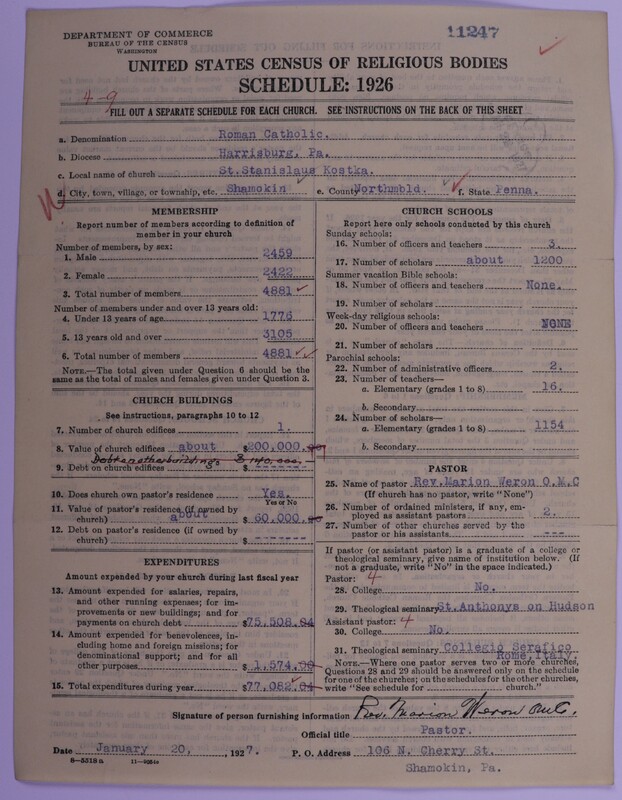 DEPARTMENT OF COMMERCE
BUREAU OF THE CENSUS
WASHINGTON
11247
UNITED STATES CENSUS OF RELIGIOUS BODIES
SCHEDULE: 1926
4-9
FILL OUT A SEPARATE SCHEDULE FOR EACH CHURCH. SEE INSTRUCTIONS ON THE BACK OF THIS SHEET
a. Denomination Roman Catholic.
b. Diocese Harrisburg, Pa.
c. Local name of church St.Stanislaus Kostka.
d. City, town, village, or township, etc. Shamokin e. County Northmbld. f. State Penna.
MEMBERSHIP
Report number of members according to definition of
member in your church
Number of members, by sex:
1. Male 2459
2. Female 2422
3. Total number of members 4881
Number of members under and over 13 years old:
4. Under 13 years of age 1776
5. 13 years old and over 3105
6. Total number of members 4881
NOTE.—The total given under Question 6 should be the
same as the total of males and females given under Question 3.
CHURCH BUILDINGS
See instructions, paragraphs 10 to 12
7. Number of church edifices 1.
8. Value of church edifices about $200,000.
Debt on other buildings $ 140,000.—
9. Debt on church edifices $ -------
10. Does church own pastor's residence Yes.
Yes or No
11. Value of pastor's residence (if owned by
church) about $ 60,000.
12. Debt on pastor's residence (if owned by
church) $ -------
EXPENDITURES
Amount expended by your church during last fiscal year
13. Amount expended for salaries, repairs,
and other running expenses; for im-
provements or new buildings; and for
payments on church debt $75,508.04
14. Amount expended for benevolences, in-
cluding home and foreign missions; for
denominational support; and for all
other purposes $ 1,574.00
15. Total expenditures during year $77,082.04
CHURCH SCHOOLS
Report here only schools conducted by this church
Sunday schools:
16. Number of officers and teachers 3.
17. Number of scholars about 1200
Summer vacation Bible schools:
18. Number of officers and teachers None.
19. Number of scholars
Week-day religious schools:
20. Number of officers and teachers NONE
21. Number of scholars
Parochial schools:
22. Number of administrative officers 2.
23. Number of teachers—
a. Elementary (grades 1 to 8) 16.
b. Secondary
24. Number of scholars—
a. Elementary (grades 1 to 8) 1154
b. Secondary
PASTOR
25. Name of pastor Rev.Marion Weron O.M.C
(If church has no pastor, write "None")
26. Number of ordained ministers, if any, em-
ployed as assistant pastors 2.
27. Number of other churches served by the
pastor or his assistants ---
If pastor (or assistant pastor) is a graduate of a college or
theological seminary, give name of institution below. (If
not a graduate, write "No" in the space indicated.)
Pastor: 4
28. College No.
29. Theological seminary St.Anthonys on Hudson
Assistant pastor: 4
30. College No.
31. Theological seminary Collegio Serafico
Rome,Italy.
NOTE.—Where one pastor serves two or more churches,
Questions 28 and 29 should be answered only on the schedule
for one of the churches; on the schedules for the other churches,
write "See schedule for ---------- church."
Signature of person furnishing information Rev. Marion Weron OMC.
Official title Pastor.
Date January 20, 1927. P. O. Address 106 N. Cherry St.
8—5518 a 11—9264
Shamokin, Pa.